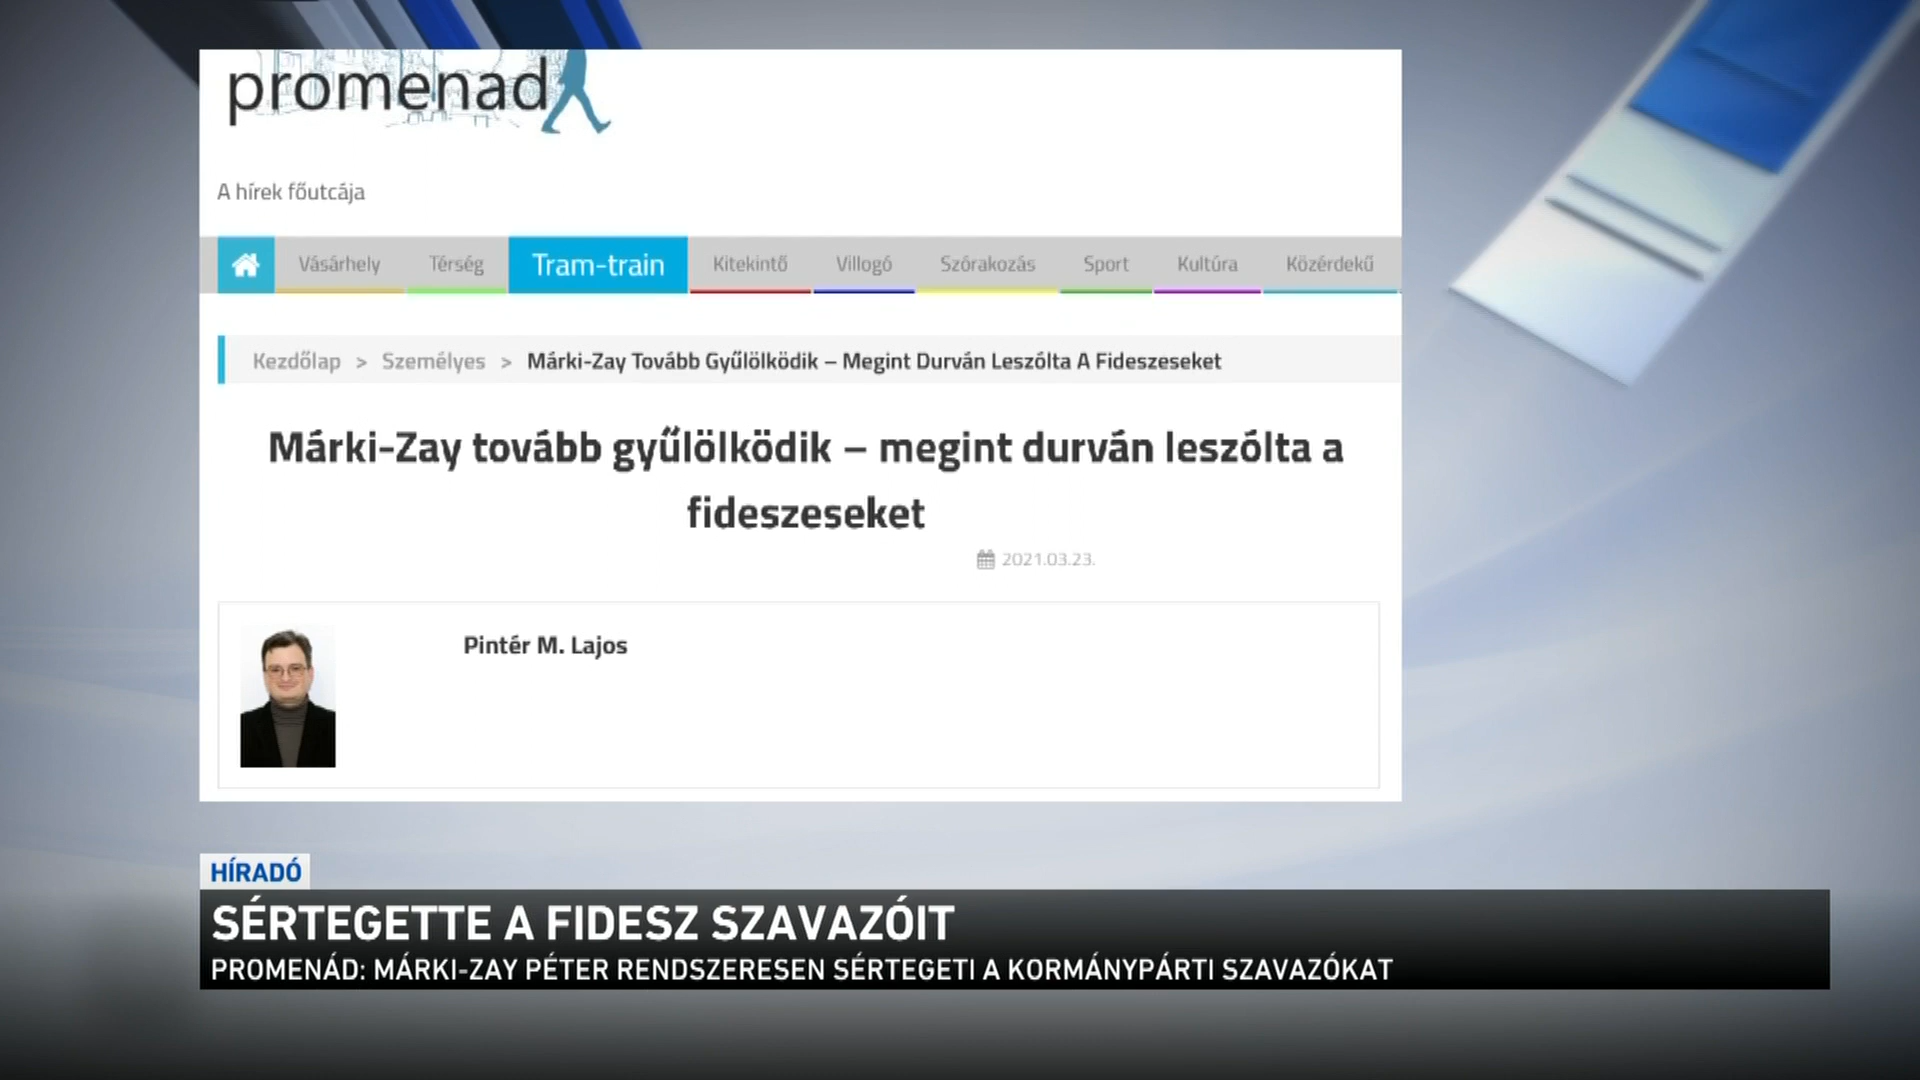 promenad
A hírek főutcája
Vásárhely Térség Tram-train Kitekintő Villogó Szórakozás Sport Kultúra Közérdekű
Kezdőlap > Személyes > Márki-Zay Tovább Gyűlölködik – Megint Durván Leszólta A Fideszeseket
Márki-Zay tovább gyűlölködik – megint durván leszólta a
fideszeseket
2021.03.23.
Pintér M. Lajos
HÍRADÓ
SÉRTEGETTE A FIDESZ SZAVAZÓIT
PROMENÁD: MÁRKI-ZAY PÉTER RENDSZERESEN SÉRTEGETI A KORMÁNYPÁRTI SZAVAZÓKAT